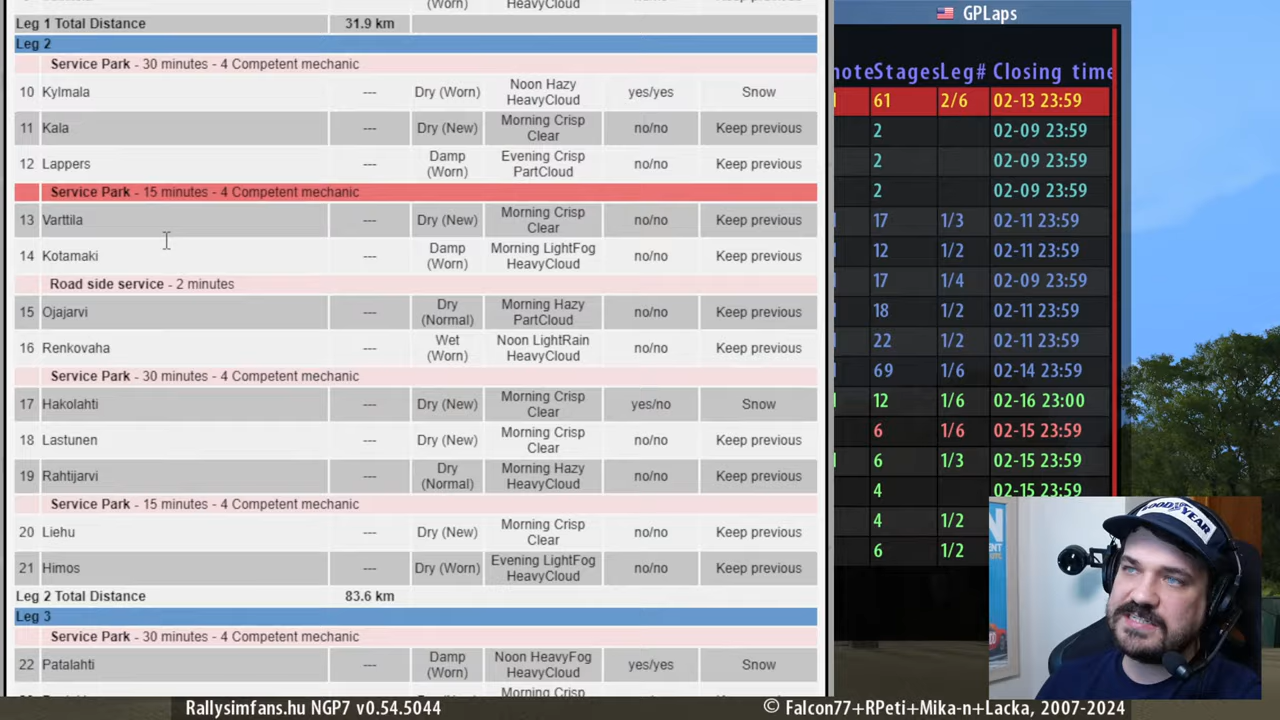 (Worn)
HeavyCloud
Leg 1 Total Distance 31.9 km
Leg 2
Service Park - 30 minutes - 4 Competent mechanic
10 Kylmala --- Dry (Worn) Noon Hazy HeavyCloud yes/yes Snow
11 Kala --- Dry (New) Morning Crisp Clear no/no Keep previous
12 Lappers --- Damp (Worn) Evening Crisp PartCloud no/no Keep previous
Service Park - 15 minutes - 4 Competent mechanic
13 Varttila --- Dry (New) Morning Crisp Clear no/no Keep previous
14 Kotamaki --- Damp (Worn) Morning LightFog HeavyCloud no/no Keep previous
Road side service - 2 minutes
15 Ojajarvi --- Dry (Normal) Morning Hazy PartCloud no/no Keep previous
16 Renkovaha --- Wet (Worn) Noon LightRain HeavyCloud no/no Keep previous
Service Park - 30 minutes - 4 Competent mechanic
17 Hakolahti --- Dry (New) Morning Crisp Clear yes/no Snow
18 Lastunen --- Dry (New) Morning Crisp Clear no/no Keep previous
19 Rahtijarvi --- Dry (Normal) Morning Hazy HeavyCloud no/no Keep previous
Service Park - 15 minutes - 4 Competent mechanic
20 Liehu --- Dry (New) Morning Crisp Clear no/no Keep previous
21 Himos --- Dry (Worn) Evening LightFog HeavyCloud no/no Keep previous
Leg 2 Total Distance 83.6 km
Leg 3
Service Park - 30 minutes - 4 Competent mechanic
22 Patalahti --- Damp (Worn) Noon HeavyFog HeavyCloud yes/yes Snow
Morning Crisp
GPLaps
Stages Leg# Closing time
61 2/6 02-13 23:59
2 02-09 23:59
2 02-09 23:59
2 02-09 23:59
17 1/3 02-11 23:59
12 1/2 02-11 23:59
17 1/4 02-09 23:59
18 1/2 02-11 23:59
22 1/2 02-11 23:59
69 1/6 02-14 23:59
12 1/6 02-16 23:00
6 1/6 02-15 23:59
6 1/3 02-15 23:59
4 02-15 23:59
4 1/2
6 1/2
Rallysimfans.hu NGP7 v0.54.5044
© Falcon77+RPeti+Mika-n+Lacka, 2007-2024